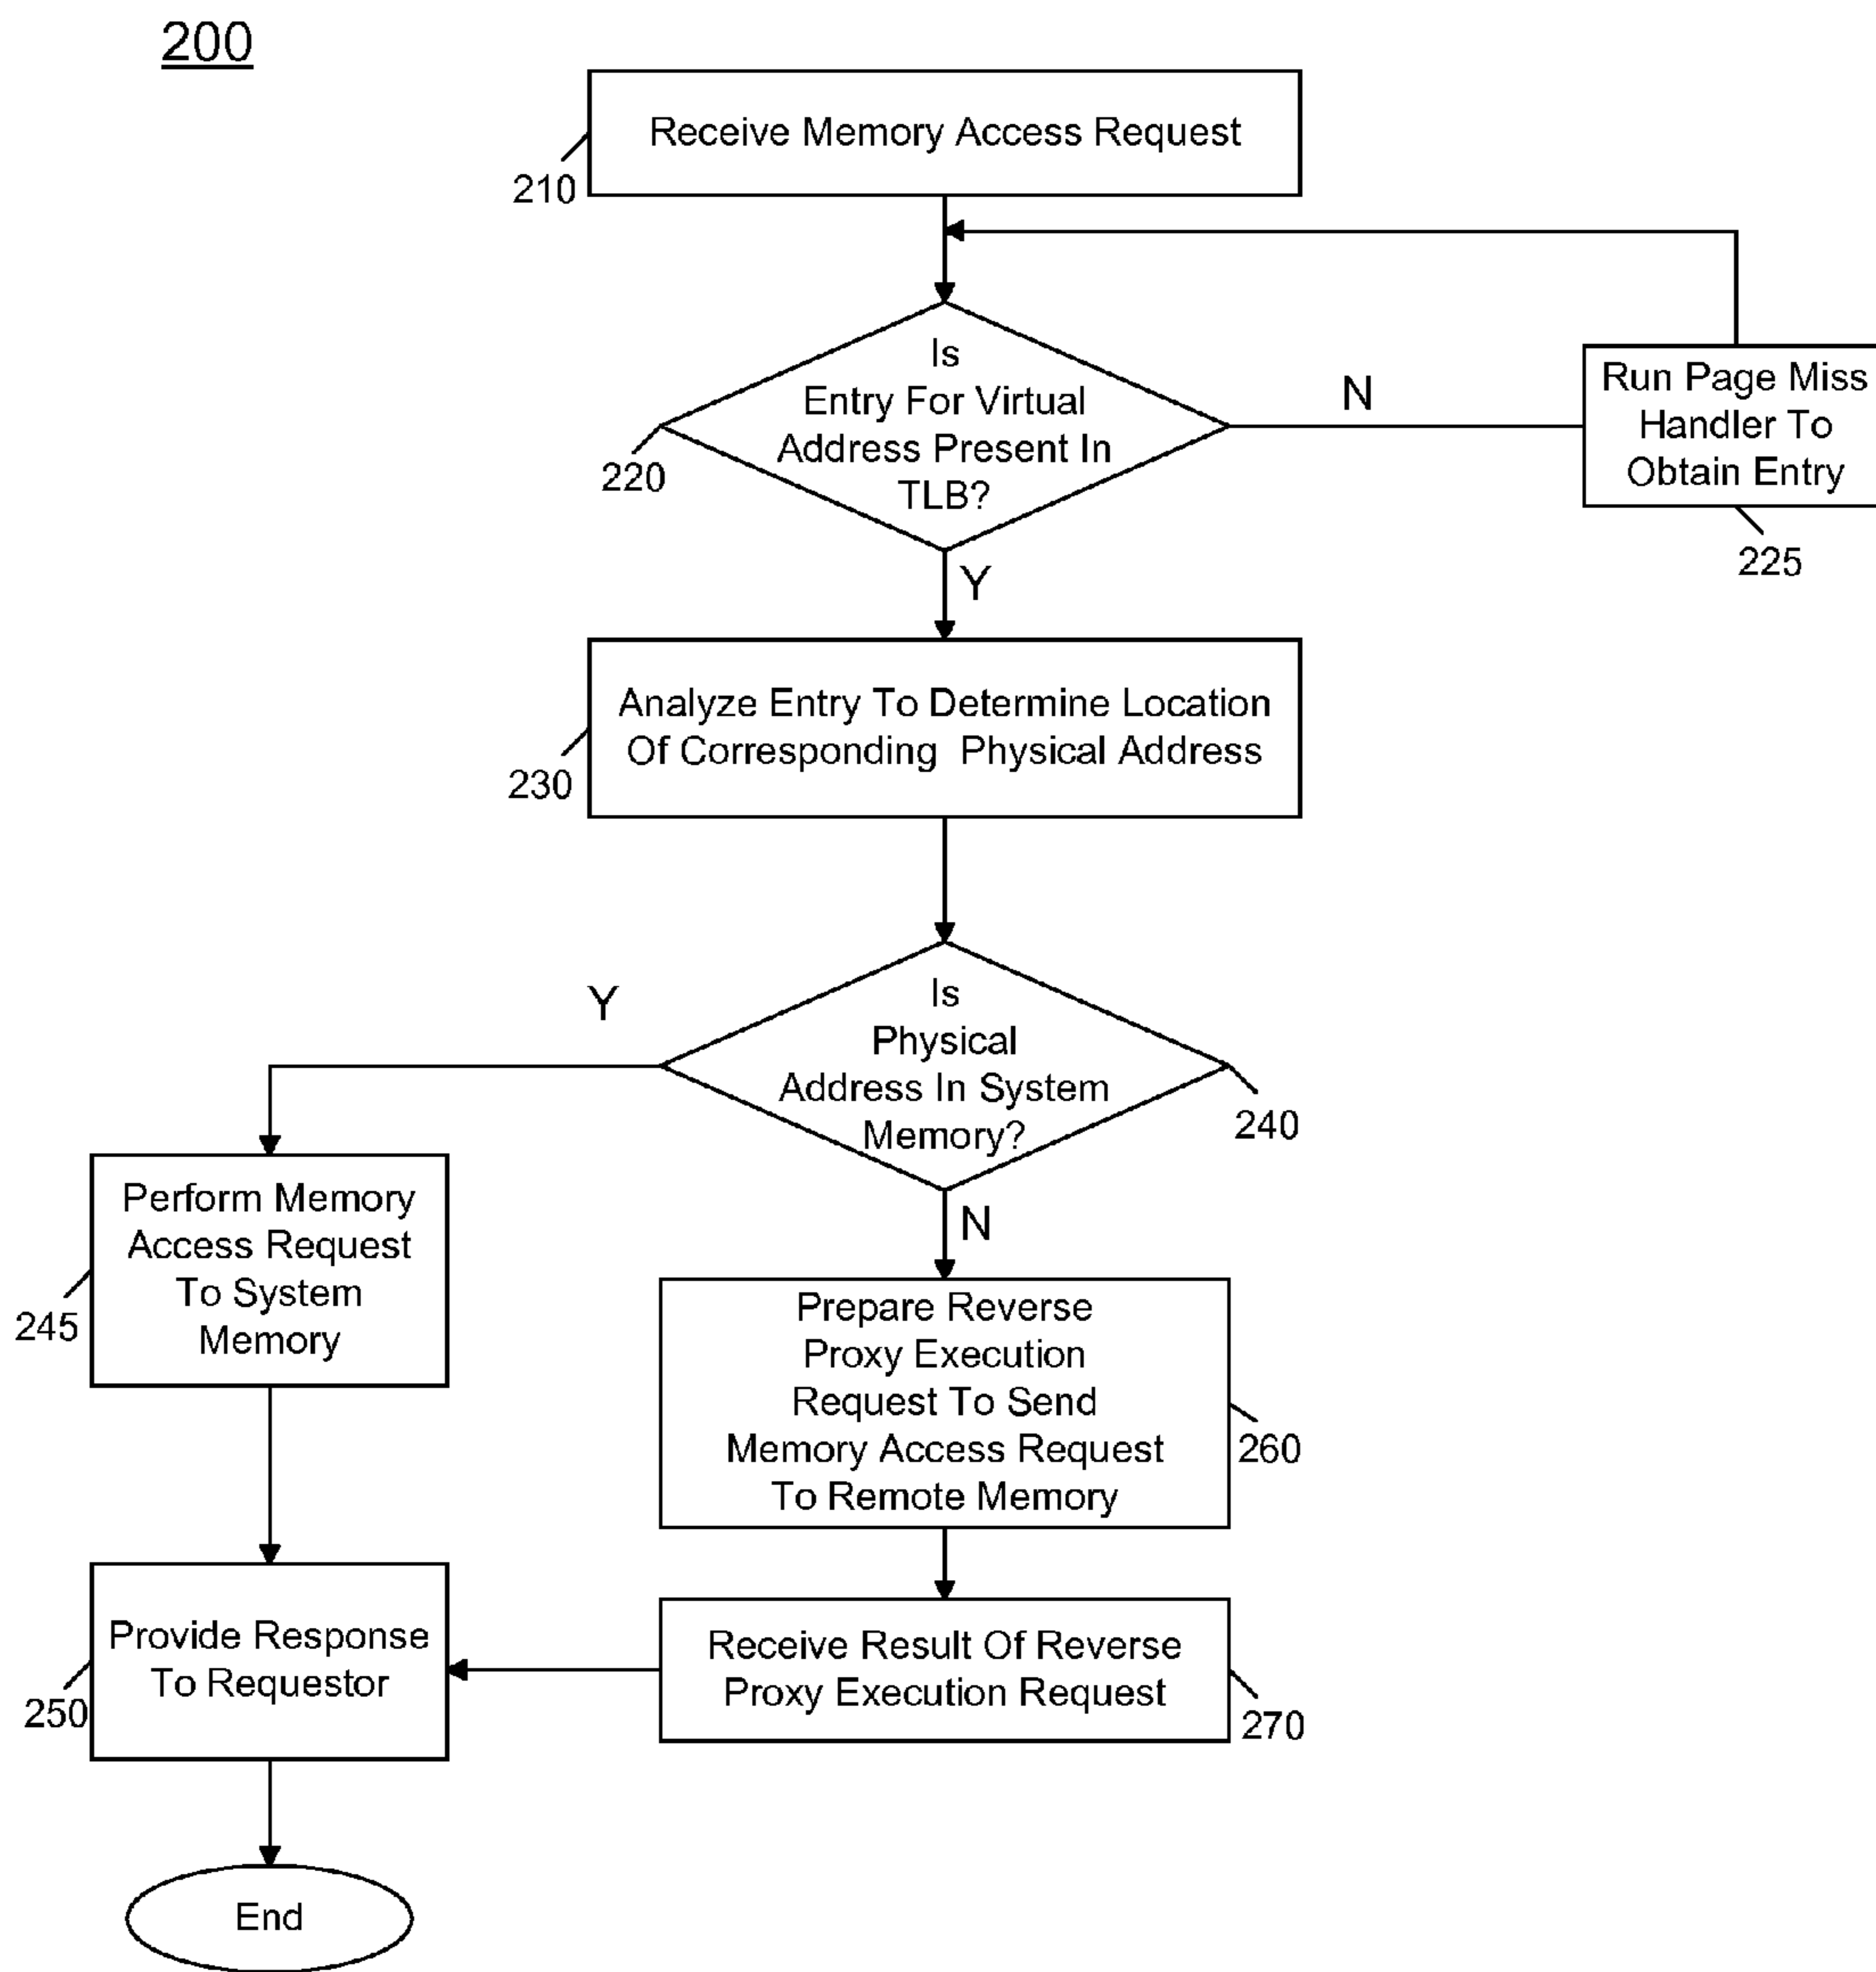 200
Receive Memory Access Request
210
Is
Entry For Virtual
Address Present In
TLB?
220
N
Run Page Miss
Handler To
Obtain Entry
225
Y
Analyze Entry To Determine Location
Of Corresponding Physical Address
230
Is
Physical
Address In System
Memory?
240
Y
Perform Memory
Access Request
To System
Memory
245
N
Prepare Reverse
Proxy Execution
Request To Send
Memory Access Request
To Remote Memory
260
Provide Response
To Requestor
250
Receive Result Of Reverse
Proxy Execution Request
270
End